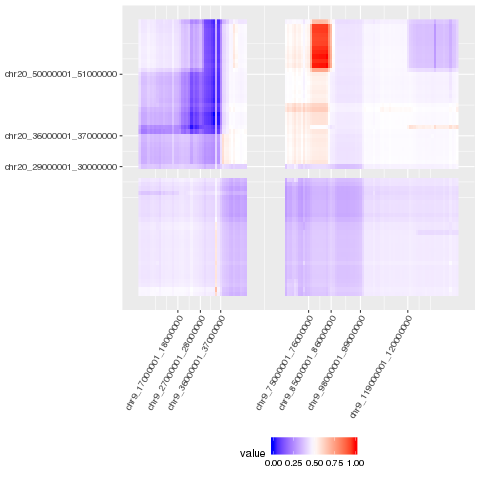 chr20_50000001_51000000
chr20_36000001_37000000
chr20_29000001_30000000
chr9_17000001_18000000
chr9_27000001_28000000
chr9_36000001_37000000
chr9_75000001_76000000
chr9_85000001_86000000
chr9_98000001_99000000
chr9_119000001_120000000
value
0.00 0.25 0.50 0.75 1.00